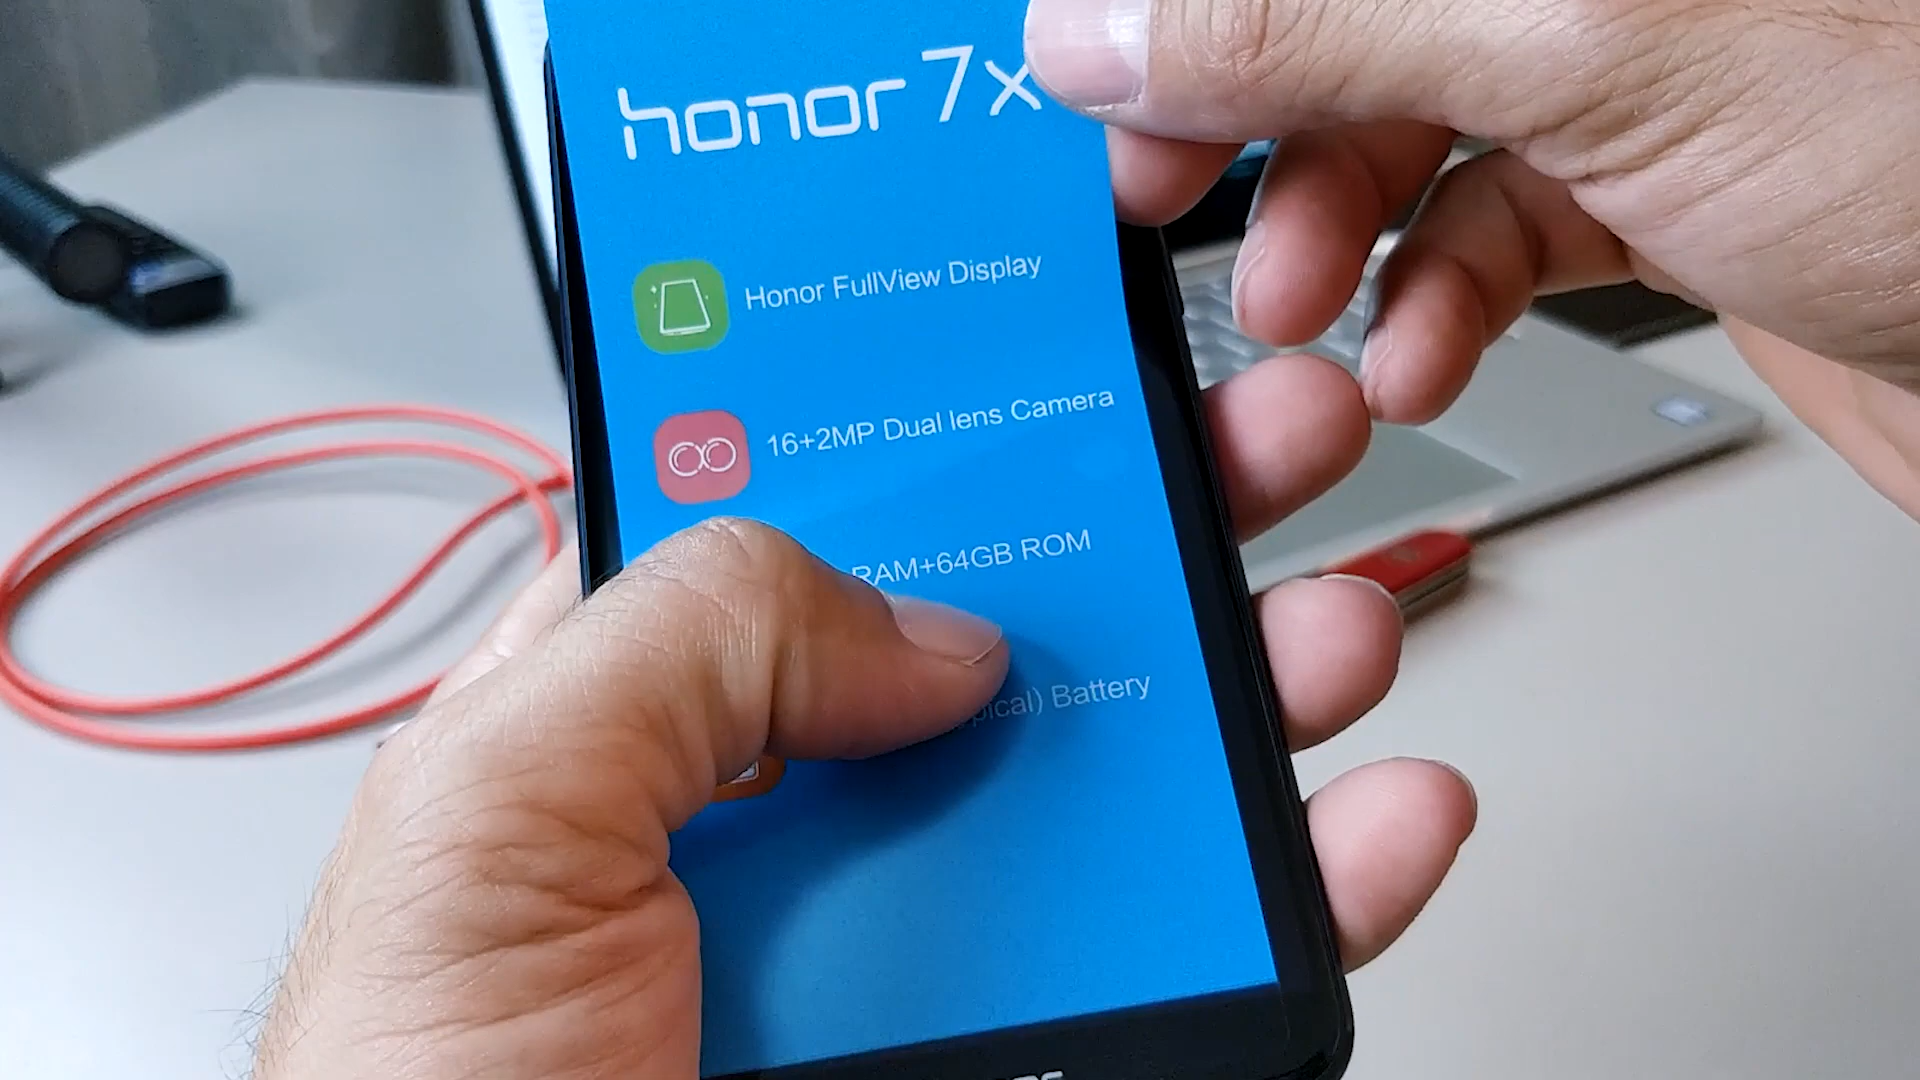 honor 7x
Honor FullView Display
16+2MP Dual lens Camera
RAM+64GB ROM
Battery